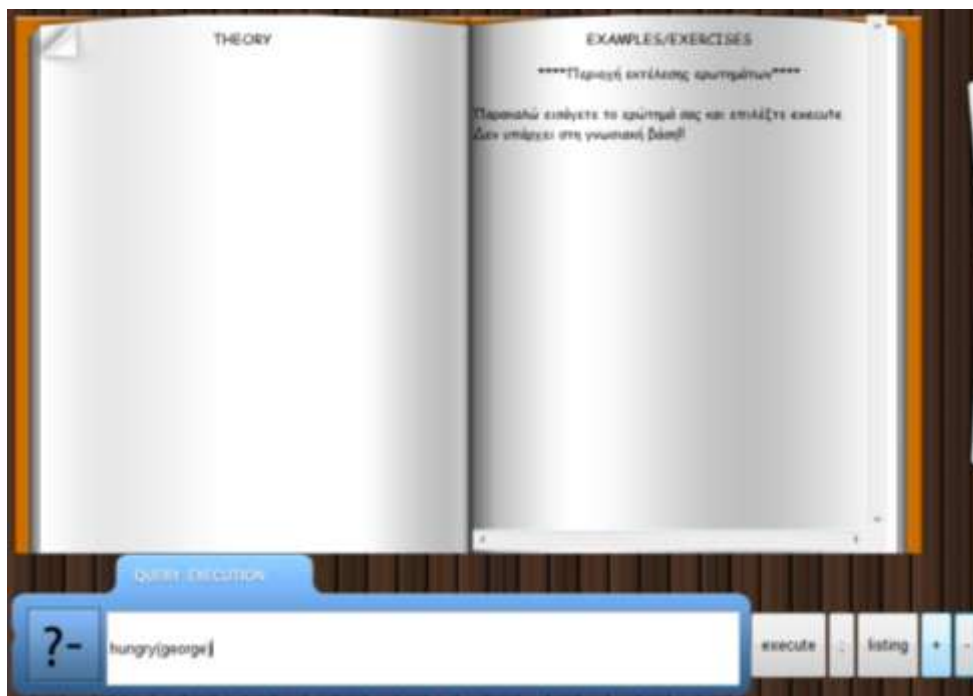 THEORY
EXAMPLES/EXERCISES
****Περιοχή εκτέλεσης ερωτημάτων****
Παρακαλώ εισάγετε το ερώτημά σας και επιλέξτε execute
Δεν υπάρχει στη γνωσιακή βάση!!
QUERY EXECUTION
?- hungry(george)
execute ; listing + -